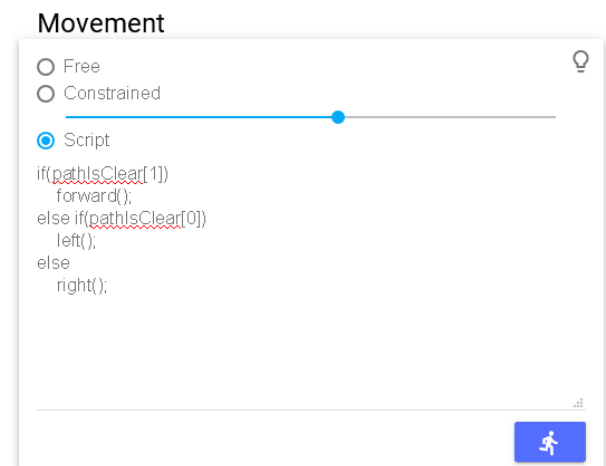 Movement
Free
Constrained
Script
if(pathIsClear[1])
forward();
else if(pathIsClear[0])
left();
else
right();